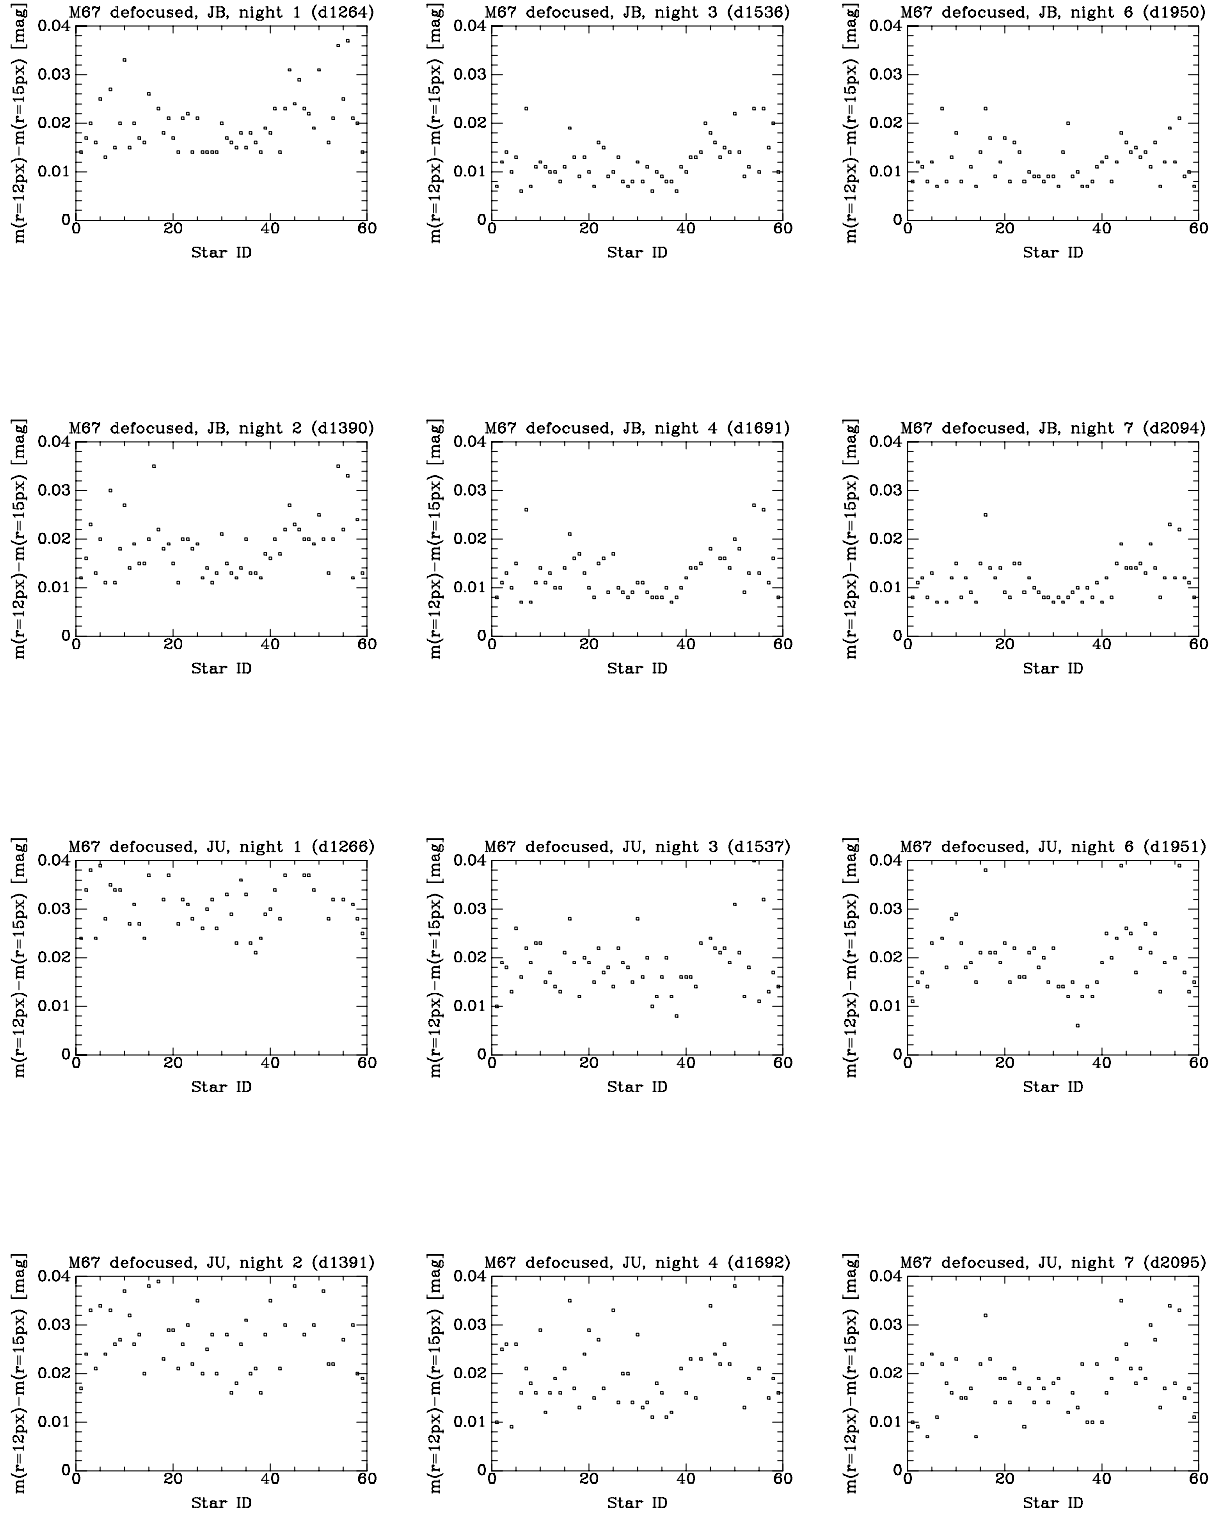 M67 defocused, JB, night 1 (d1264)
m(r=12px)−m(r=15px) [mag]
0.04
0.03
0.02
0.01
0
0 20 40 60
Star ID
M67 defocused, JB, night 3 (d1536)
m(r=12px)−m(r=15px) [mag]
0.04
0.03
0.02
0.01
0
0 20 40 60
Star ID
M67 defocused, JB, night 6 (d1950)
m(r=12px)−m(r=15px) [mag]
0.04
0.03
0.02
0.01
0
0 20 40 60
Star ID
M67 defocused, JB, night 2 (d1390)
m(r=12px)−m(r=15px) [mag]
0.04
0.03
0.02
0.01
0
0 20 40 60
Star ID
M67 defocused, JB, night 4 (d1691)
m(r=12px)−m(r=15px) [mag]
0.04
0.03
0.02
0.01
0
0 20 40 60
Star ID
M67 defocused, JB, night 7 (d2094)
m(r=12px)−m(r=15px) [mag]
0.04
0.03
0.02
0.01
0
0 20 40 60
Star ID
M67 defocused, JU, night 1 (d1266)
m(r=12px)−m(r=15px) [mag]
0.04
0.03
0.02
0.01
0
0 20 40 60
Star ID
M67 defocused, JU, night 3 (d1537)
m(r=12px)−m(r=15px) [mag]
0.04
0.03
0.02
0.01
0
0 20 40 60
Star ID
M67 defocused, JU, night 6 (d1951)
m(r=12px)−m(r=15px) [mag]
0.04
0.03
0.02
0.01
0
0 20 40 60
Star ID
M67 defocused, JU, night 2 (d1391)
m(r=12px)−m(r=15px) [mag]
0.04
0.03
0.02
0.01
0
0 20 40 60
Star ID
M67 defocused, JU, night 4 (d1692)
m(r=12px)−m(r=15px) [mag]
0.04
0.03
0.02
0.01
0
0 20 40 60
Star ID
M67 defocused, JU, night 7 (d2095)
m(r=12px)−m(r=15px) [mag]
0.04
0.03
0.02
0.01
0
0 20 40 60
Star ID